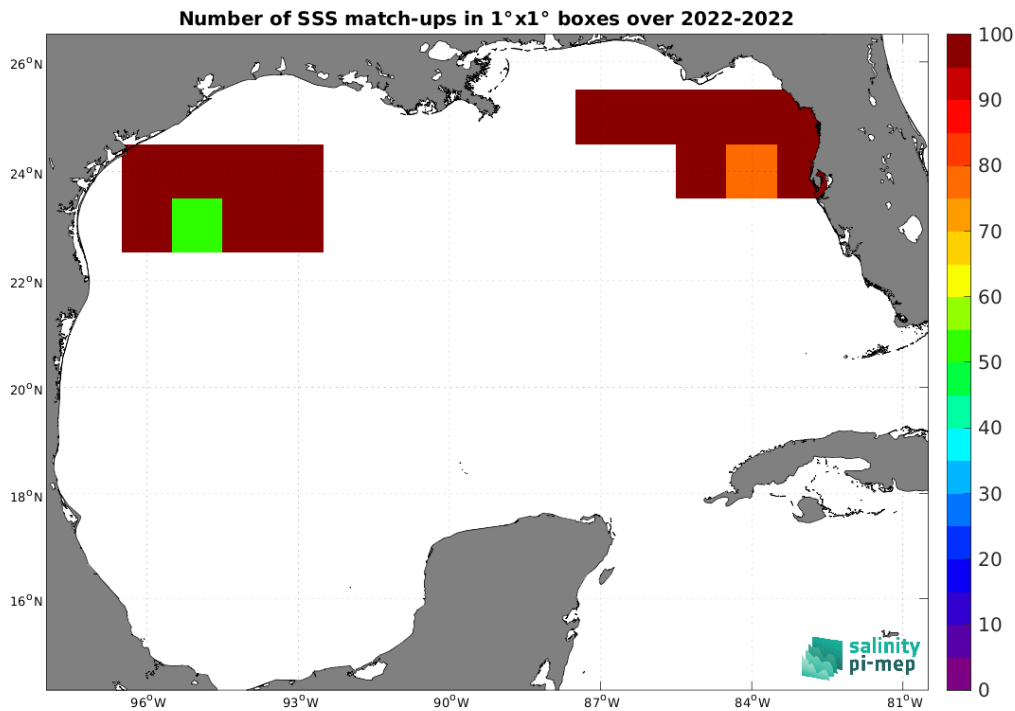 Number of SSS match-ups in 1°x1° boxes over 2022-2022
26°N
24°N
22°N
20°N
18°N
16°N
96°W
93°W
90°W
87°W
84°W
81°W
100
90
80
70
60
50
40
30
20
10
0
salinity
pi-mep